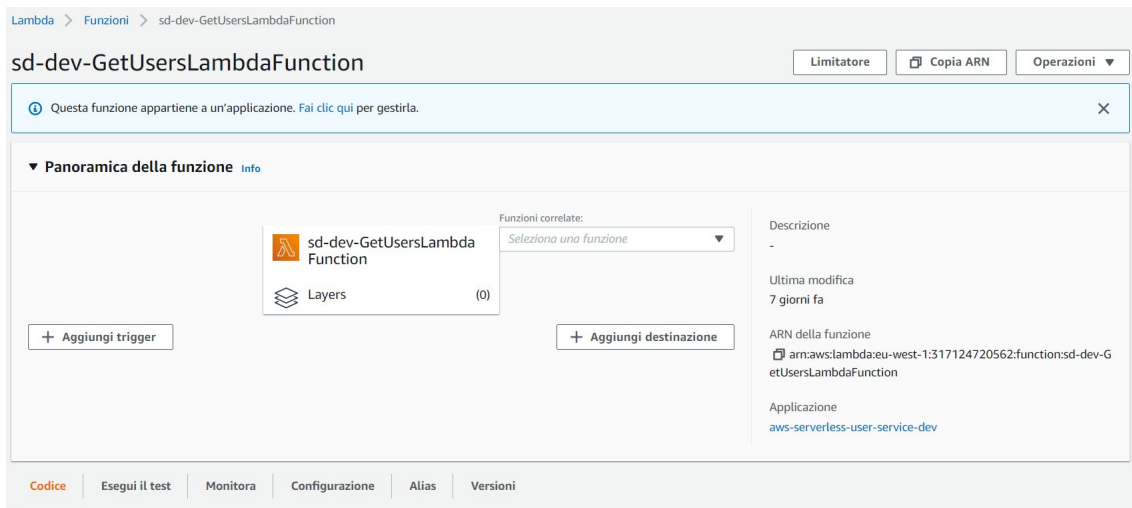 Lambda > Funzioni > sd-dev-GetUsersLambdaFunction
sd-dev-GetUsersLambdaFunction
Limitatore
Copia ARN
Operazioni
Questa funzione appartiene a un'applicazione. Fai clic qui per gestirla.
Panoramica della funzione Info
sd-dev-GetUsersLambda
Function
Layers (0)
Funzioni correlate:
Seleziona una funzione
+ Aggiungi trigger
+ Aggiungi destinazione
Descrizione
-
Ultima modifica
7 giorni fa
ARN della funzione
arn:aws:lambda:eu-west-1:317124720562:function:sd-dev-G
etUsersLambdaFunction
Applicazione
aws-serverless-user-service-dev
Codice
Esegui il test
Monitora
Configurazione
Alias
Versioni